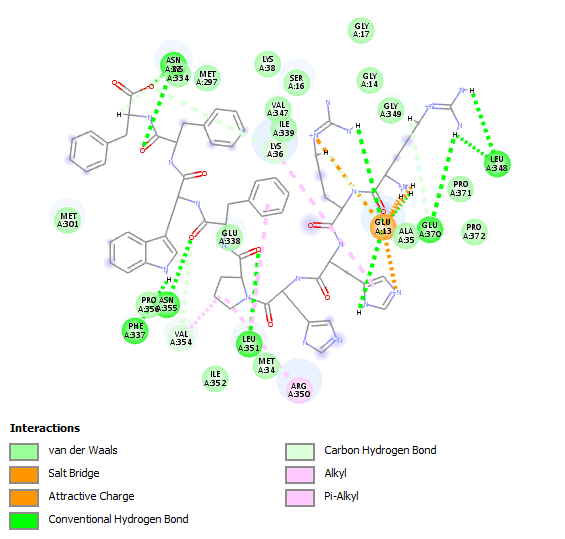 GLY
A:17
ASN
A:32
LYS
A:334
MET
A:297
LYS
A:38
SER
A:16
GLY
A:14
VAL
A:347
ILE
A:339
GLY
A:349
LYS
A:36
LEU
A:348
PRO
A:371
MET
A:301
GLU
A:338
GLU
A:13
ALA
A:35
GLU
A:370
PRO
A:372
PRO
A:356
ASN
A:355
PHE
A:337
VAL
A:354
LEU
A:351
MET
A:34
ILE
A:352
ARG
A:350
Interactions
van der Waals
Salt Bridge
Attractive Charge
Conventional Hydrogen Bond
Carbon Hydrogen Bond
Alkyl
Pi-Alkyl